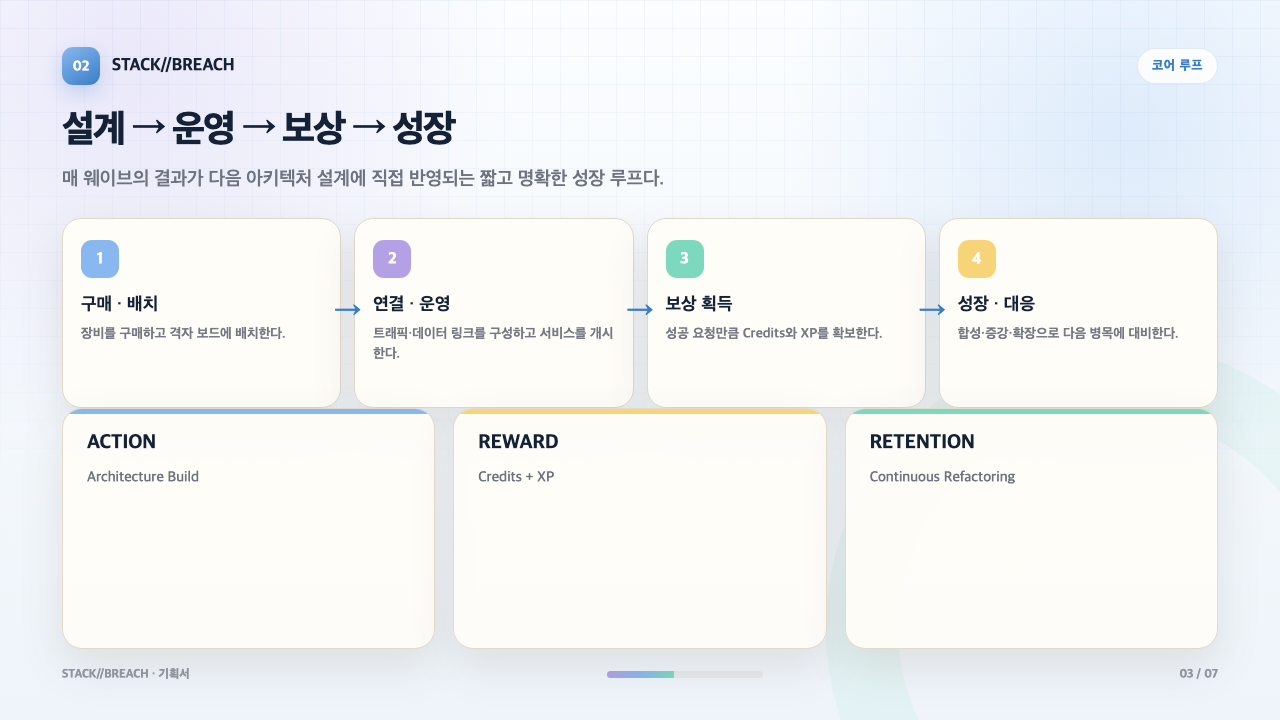 02
STACK//BREACH
코어 루프
설계 → 운영 → 보상 → 성장
매 웨이브의 결과가 다음 아키텍처 설계에 직접 반영되는 짧고 명확한 성장 루프다.
1
구매 · 배치
장비를 구매하고 격자 보드에 배치한다.
→
2
연결 · 운영
트래픽·데이터 링크를 구성하고 서비스를 개시
한다.
→
3
보상 획득
성공 요청만큼 Credits와 XP를 확보한다.
→
4
성장 · 대응
합성·증강·확장으로 다음 병목에 대비한다.
ACTION
Architecture Build
REWARD
Credits + XP
RETENTION
Continuous Refactoring
STACK//BREACH · 기획서
03 / 07